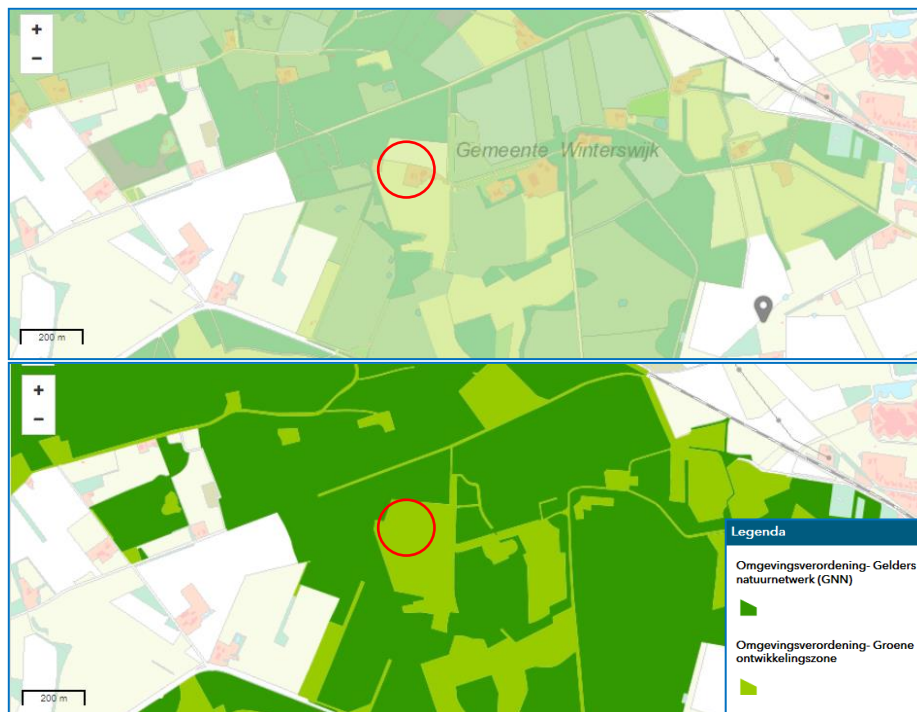 +
−
Gemeente Winterswijk
200 m
+
−
Legenda
Omgevingsverordening- Gelders
natuurnetwerk (GNN)
Omgevingsverordening- Groene
ontwikkelingszone
200 m